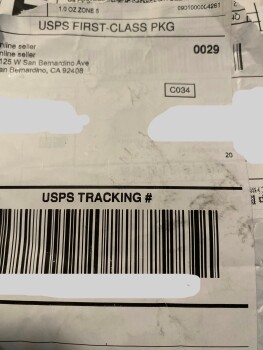 1.0 OZ ZONE 5 0901000004261
USPS FIRST-CLASS PKG
nline seller 0029
nline seller
125 W San Bernardino Ave
an Bernardino, CA 92408
C034
20
USPS TRACKING #